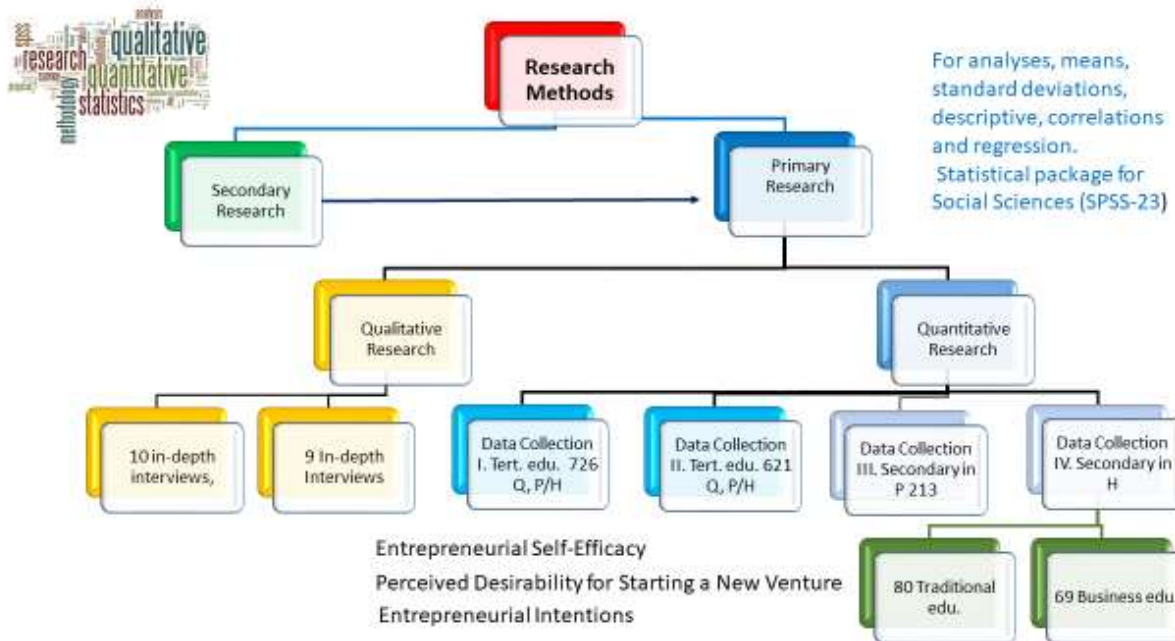 analysis
spss
qualitative
research
quantitative
methodology
statistics
Research
Methods
For analyses, means,
standard deviations,
descriptive, correlations
and regression.
Statistical package for
Social Sciences (SPSS-23)
Secondary
Research
Primary
Research
Qualitative
Research
Quantitative
Research
10 in-depth
interviews,
9 In-depth
Interviews
Data Collection
I. Tert. edu. 726
Q, P/H
Data Collection
II. Tert. edu. 621
Q, P/H
Data Collection
III. Secondary in
P 213
Data Collection
IV. Secondary in
H
Entrepreneurial Self-Efficacy
Perceived Desirability for Starting a New Venture
Entrepreneurial Intentions
80 Traditional
edu.
69 Business edu